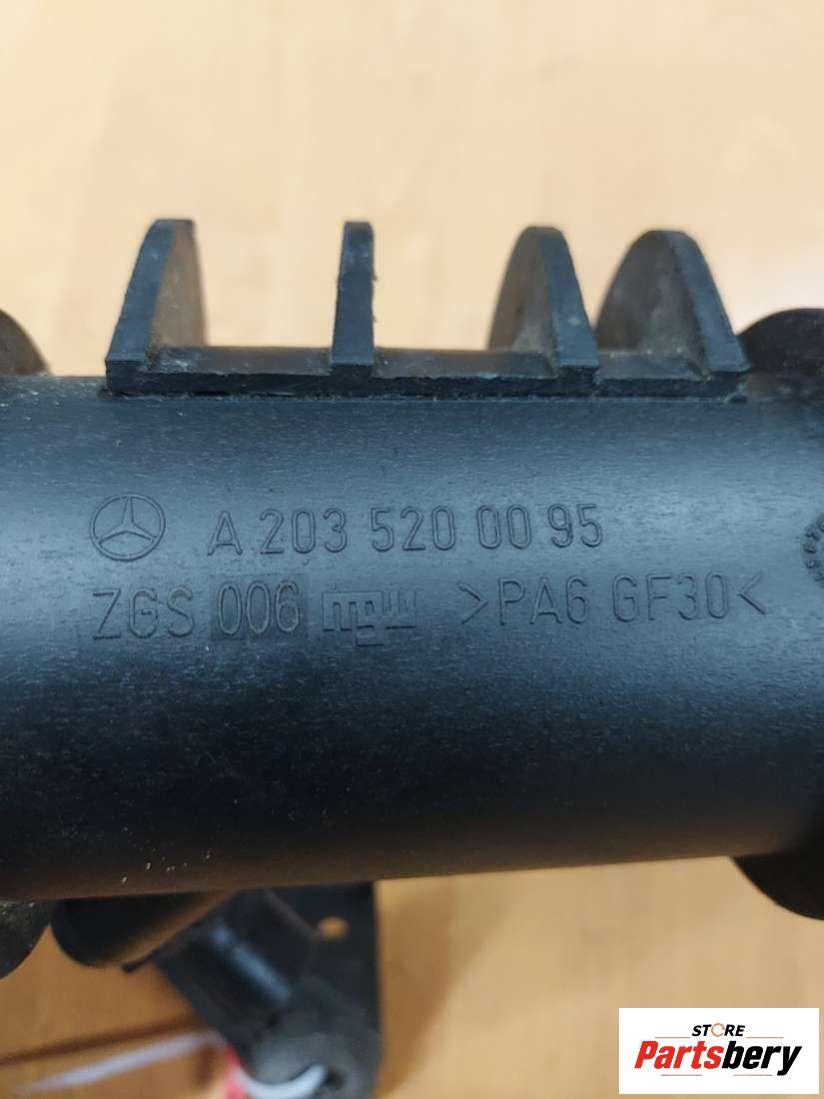 A 203 520 00 95
ZGS 006 >PA6 GF30<
STORE
Partsbery